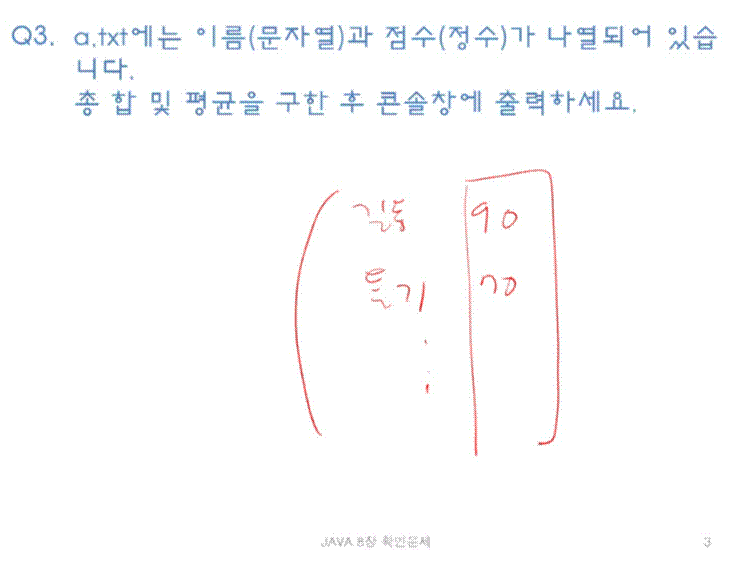 Q3. a.txt에는 이름(문자열)과 점수(정수)가 나열되어 있습
니다.
총 합 및 평균을 구한 후 콘솔창에 출력하세요.
길동 90
둘기 70
JAVA 8장 확인문제 3